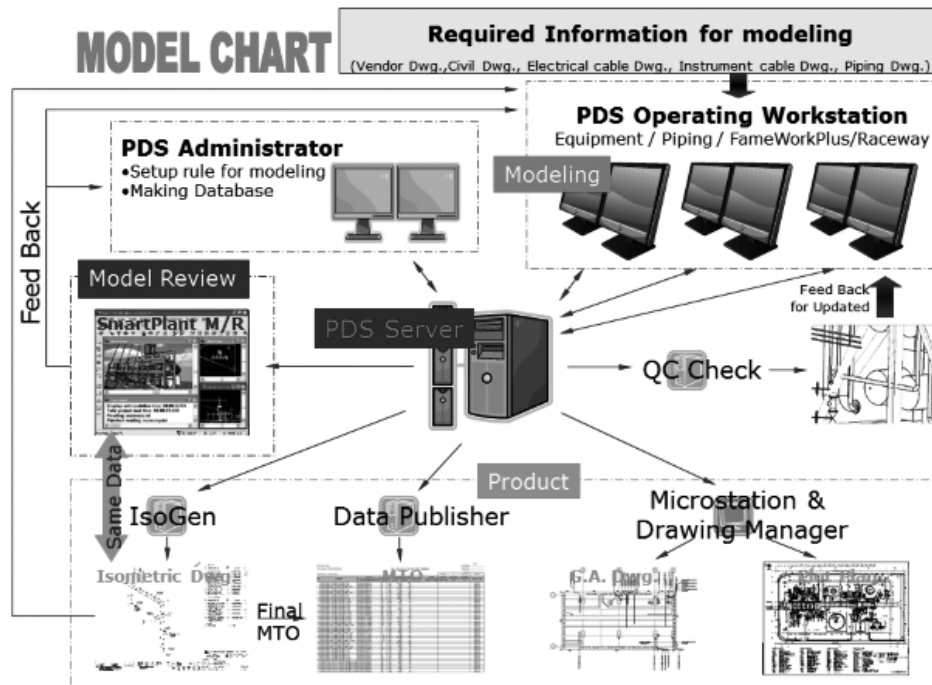 MODEL CHART
Required Information for modeling
(Vendor Dwg.,Civil Dwg., Electrical cable Dwg., Instrument cable Dwg., Piping Dwg.)
PDS Operating Workstation
Equipment / Piping / FameWorkPlus/Raceway
Modeling
PDS Administrator
•Setup rule for modeling
•Making Database
Feed Back
Model Review
SmartPlant M/R
PDS Server
Feed Back
for Updated
QC Check
Same Data
Product
IsoGen
Data Publisher
Microstation &
Drawing Manager
Isometric Dwg.
Final
MTO
MTO
G.A. Dwg.